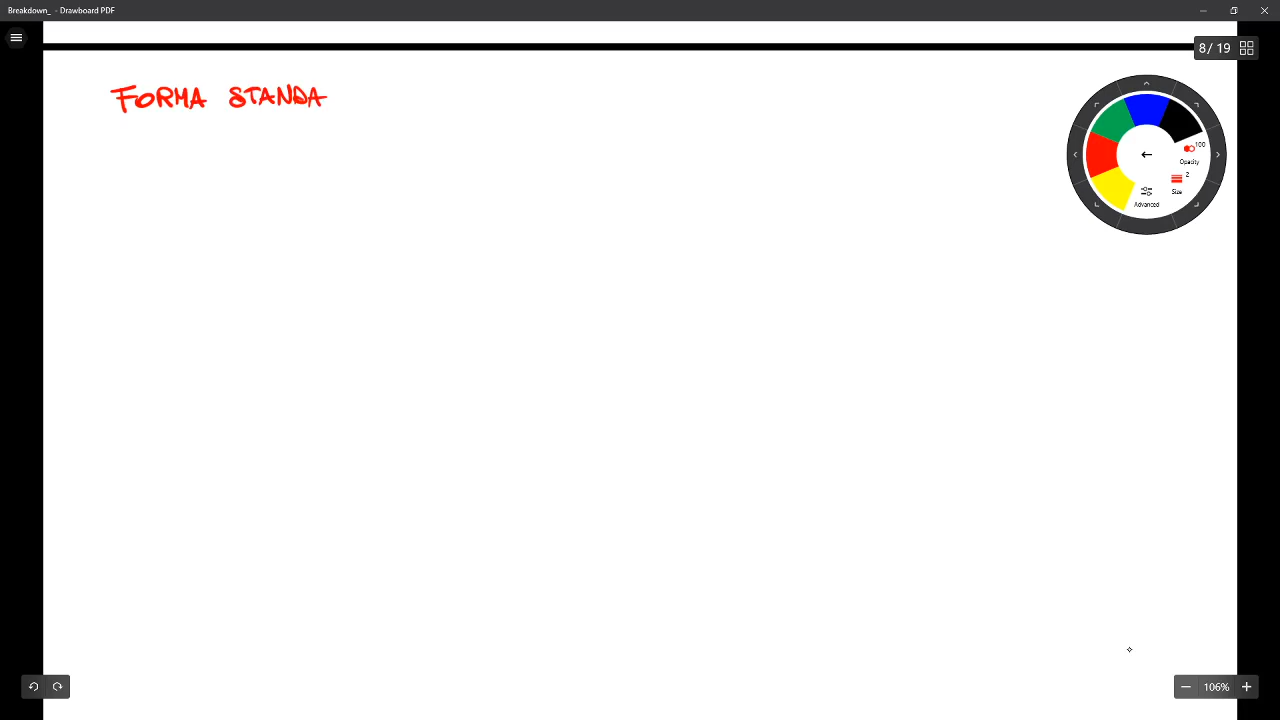 Breakdown_ - Drawboard PDF
8 / 19
FORMA STANDA
100
Opacity
2
Size
Advanced
106%